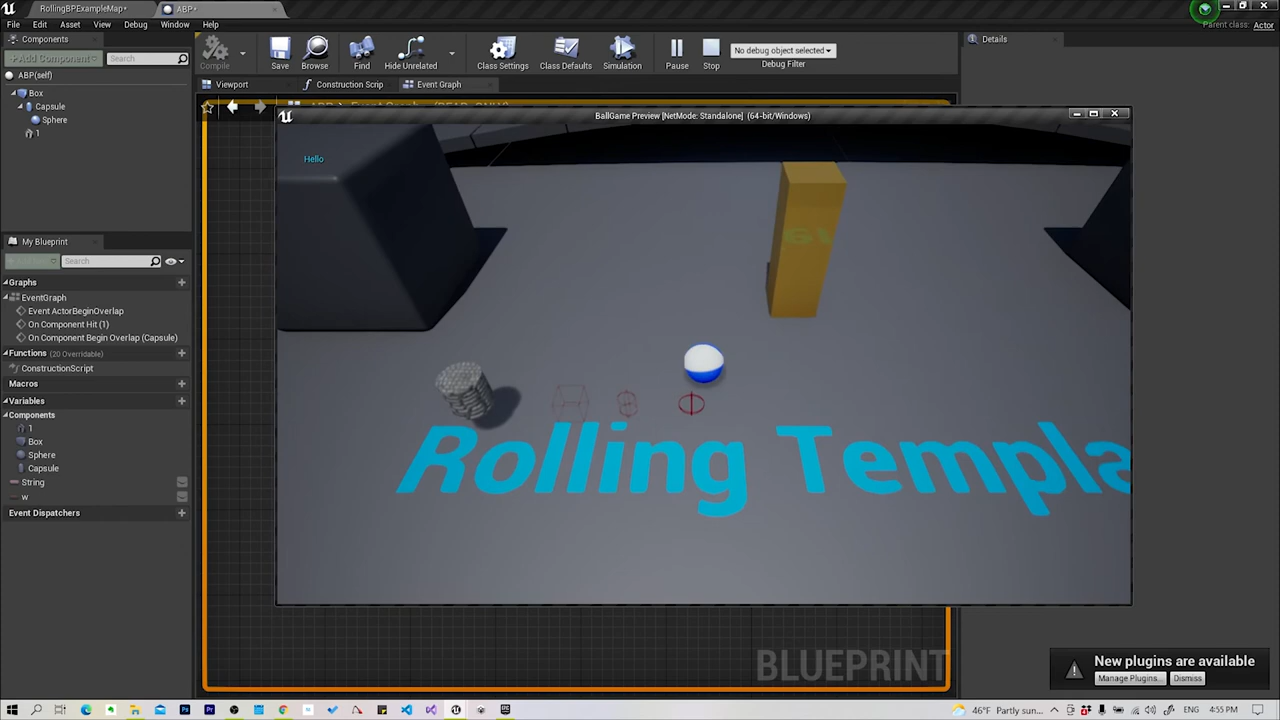 RollingBPExampleMap*
ABP*
Parent class: Actor
File Edit Asset View Debug Window Help
Components
Details
+Add Component
Search
Compile
Save
Browse
Find
Hide Unrelated
Class Settings
Class Defaults
Simulation
Pause
Stop
No debug object selected
Debug Filter
ABP(self)
Viewport
Construction Script
Event Graph
Box
Capsule
Sphere
1
BallGame Preview [NetMode: Standalone] (64-bit/Windows)
Hello
My Blueprint
Search
Graphs
EventGraph
Event ActorBeginOverlap
On Component Hit (1)
On Component Begin Overlap (Capsule)
Functions (20 Overridable)
ConstructionScript
Macros
Variables
Components
1
Box
Sphere
Capsule
String
w
Event Dispatchers
Rolling Templa
BLUEPRINT
New plugins are available
Manage Plugins...
Dismiss
46°F Partly sun...
ENG
4:55 PM